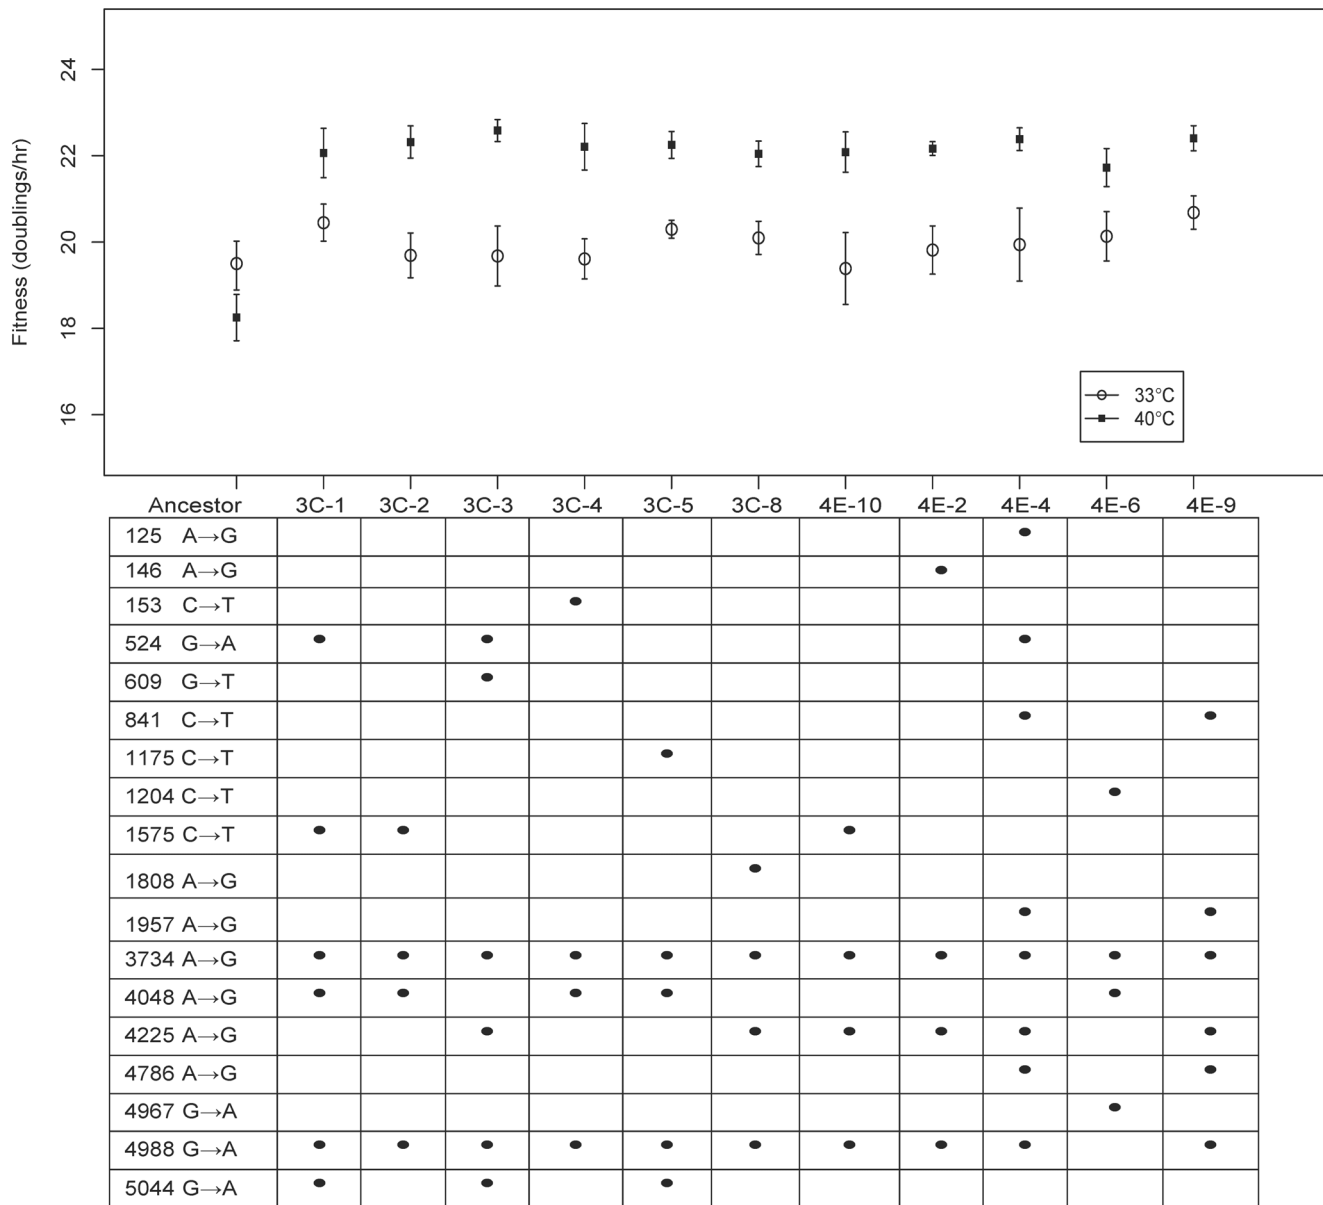 Fitness (doublings/hr)
24
22
20
18
16
33°C
40°C
Ancestor 3C-1 3C-2 3C-3 3C-4 3C-5 3C-8 4E-10 4E-2 4E-4 4E-6 4E-9
125 A→G
146 A→G
153 C→T
524 G→A
609 G→T
841 C→T
1175 C→T
1204 C→T
1575 C→T
1808 A→G
1957 A→G
3734 A→G
4048 A→G
4225 A→G
4786 A→G
4967 G→A
4988 G→A
5044 G→A